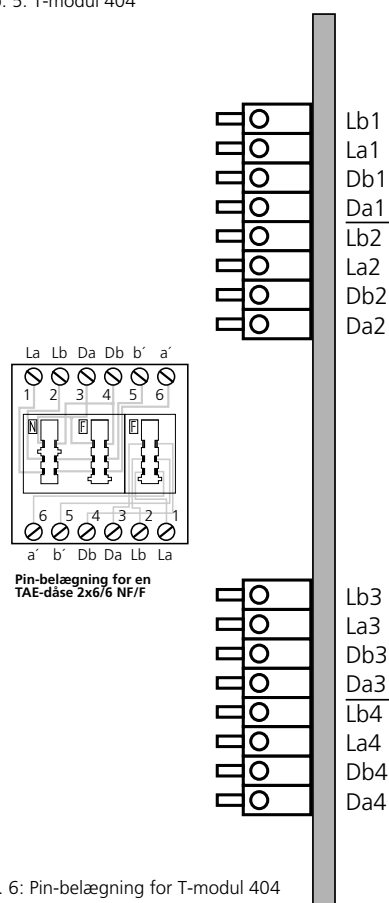 . 5: T-modul 404
Lb1
La1
Db1
Da1
Lb2
La2
Db2
Da2
La Lb Da Db b´ a´
1 2 3 4 5 6
N F F
6 5 4 3 2 1
a´ b´ Db Da Lb La
Pin-belægning for en
TAE-dåse 2x6/6 NF/F
Lb3
La3
Db3
Da3
Lb4
La4
Db4
Da4
. 6: Pin-belægning for T-modul 404